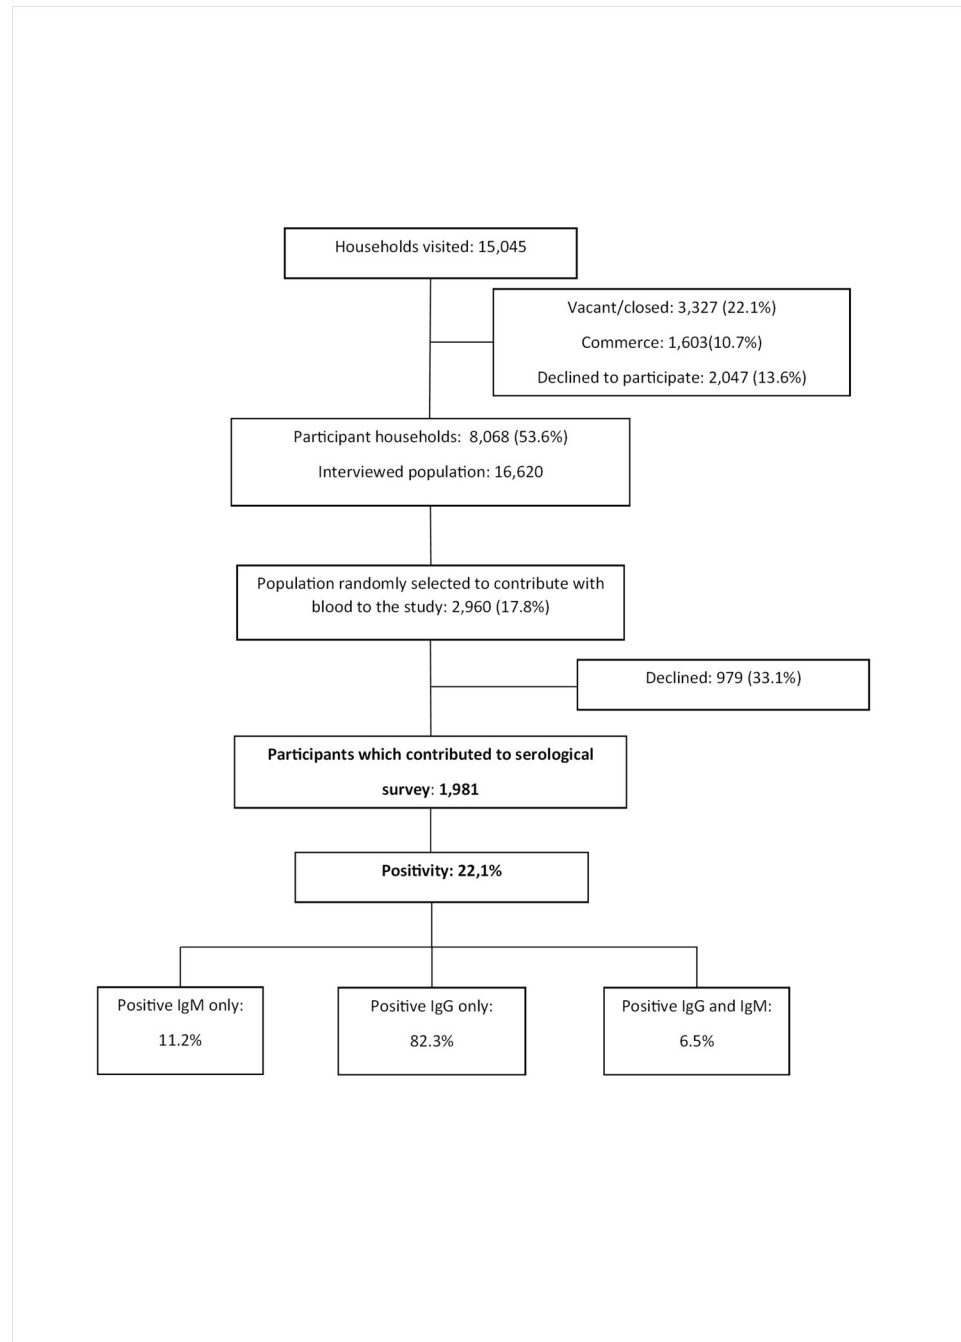 Households visited: 15,045
Vacant/closed: 3,327 (22.1%)
Commerce: 1,603(10.7%)
Declined to participate: 2,047 (13.6%)
Participant households: 8,068 (53.6%)
Interviewed population: 16,620
Population randomly selected to contribute with
blood to the study: 2,960 (17.8%)
Declined: 979 (33.1%)
Participants which contributed to serological
survey: 1,981
Positivity: 22,1%
Positive IgM only:
11.2%
Positive IgG only:
82.3%
Positive IgG and IgM:
6.5%